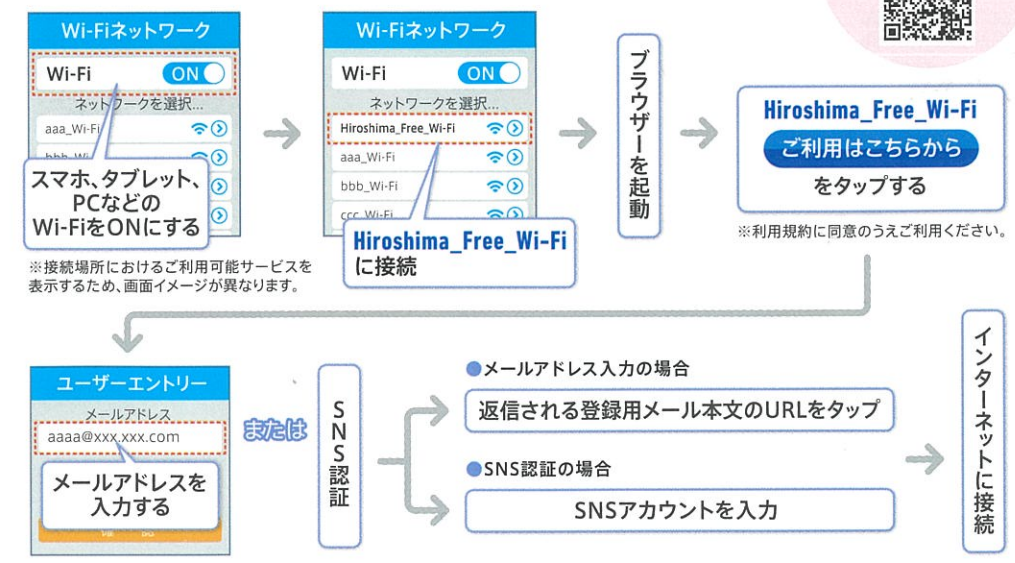 Wi-Fiネットワーク
Wi-Fi ON
ネットワークを選択...
aaa_Wi-Fi
bbb_Wi-Fi
スマホ、タブレット、
PCなどの
Wi-FiをONにする
※接続場所におけるご利用可能サービスを
表示するため、画面イメージが異なります。
Wi-Fiネットワーク
Wi-Fi ON
ネットワークを選択...
Hiroshima_Free_Wi-Fi
aaa_Wi-Fi
bbb_Wi-Fi
ccc_Wi-Fi
Hiroshima_Free_Wi-Fi
に接続
ブラウザーを起動
Hiroshima_Free_Wi-Fi
ご利用はこちらから
をタップする
※利用規約に同意のうえご利用ください。
ユーザーエントリー
メールアドレス
aaaa@xxx.xxx.com
メールアドレスを
入力する
または
SNS認証
●メールアドレス入力の場合
返信される登録用メール本文のURLをタップ
●SNS認証の場合
SNSアカウントを入力
インターネットに接続